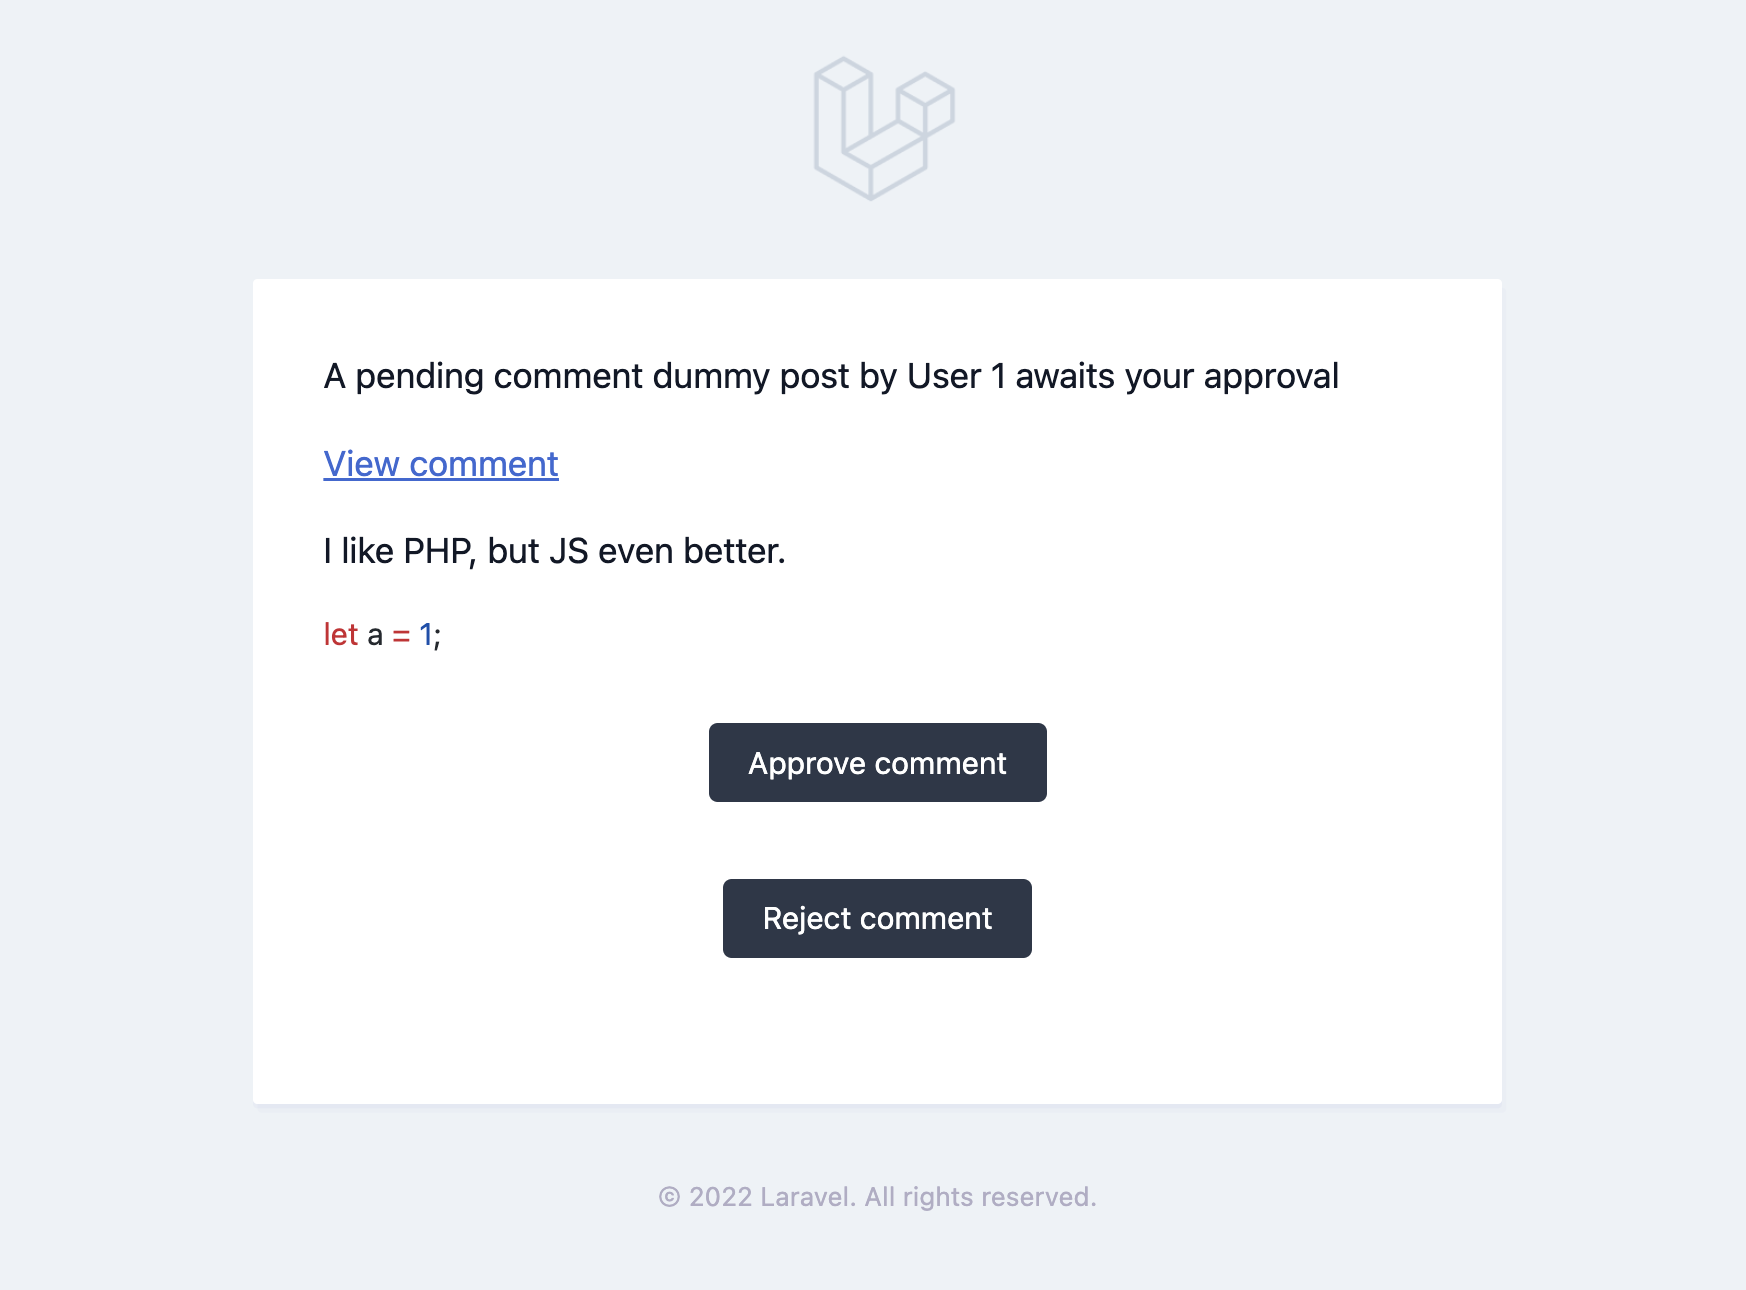 A pending comment dummy post by User 1 awaits your approval
View comment
I like PHP, but JS even better.
let a = 1;
Approve comment
Reject comment
© 2022 Laravel. All rights reserved.